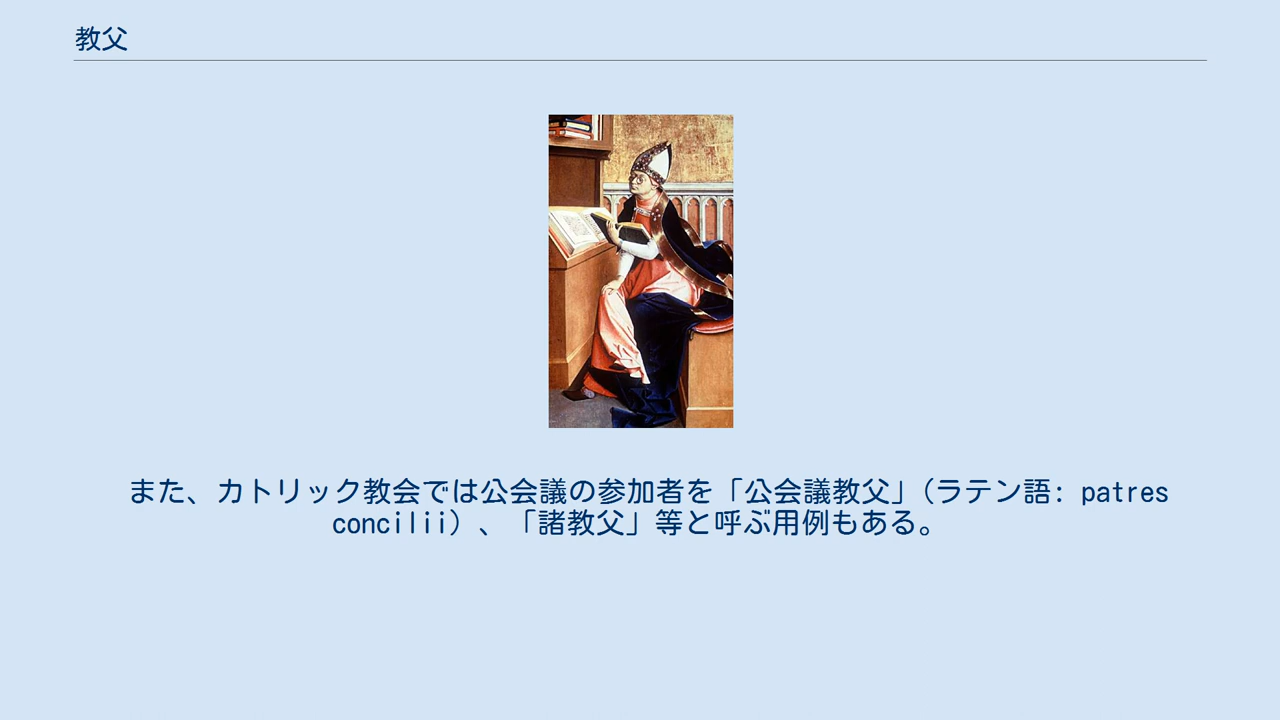 教父
また、カトリック教会では公会議の参加者を「公会議教父」（ラテン語: patres
concilii）、「諸教父」等と呼ぶ用例もある。